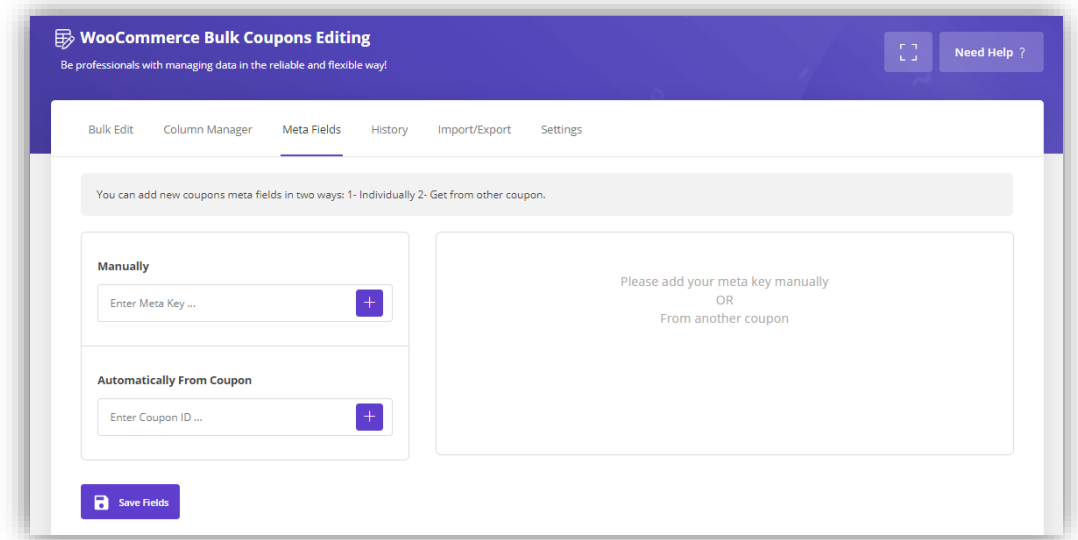 WooCommerce Bulk Coupons Editing
Be professionals with managing data in the reliable and flexible way!
Need Help ?
Bulk Edit Column Manager Meta Fields History Import/Export Settings
You can add new coupons meta fields in two ways: 1- Individually 2- Get from other coupon.
Manually
Enter Meta Key ...
Please add your meta key manually
OR
From another coupon
Automatically From Coupon
Enter Coupon ID ...
Save Fields